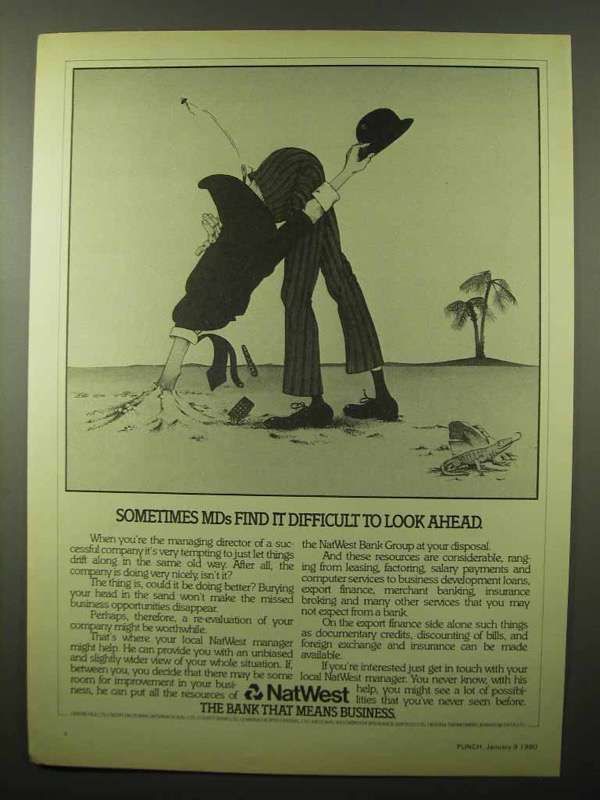 SOMETIMES MDs FIND IT DIFFICULT TO LOOK AHEAD.
When you're the managing director of a suc-
cessful company it's very tempting to just let things
drift along in the same old way. After all, the
company is doing very nicely, isn't it?
The thing is, could it be doing better? Burying
your head in the sand won't make the missed
business opportunities disappear.
Perhaps, therefore, a re-evaluation of your
company might be worthwhile.
That's where your local NatWest manager
might help. He can provide you with an unbiased
and slightly wider view of your whole situation. If,
between you, you decide that there may be some
room for improvement in your busi-
ness, he can put all the resources of
the NatWest Bank Group at your disposal.
And these resources are considerable, rang-
ing from leasing, factoring, salary payments and
computer services to business development loans,
export finance, merchant banking, insurance
broking and many other services that you may
not expect from a bank.
On the export finance side alone such things
as documentary credits, discounting of bills, and
foreign exchange and insurance can be made
available.
If you're interested just get in touch with your
local NatWest manager. You never know, with his
help, you might see a lot of possibi-
lities that you've never seen before.
NatWest
THE BANK THAT MEANS BUSINESS.
PUNCH, January 9 1980